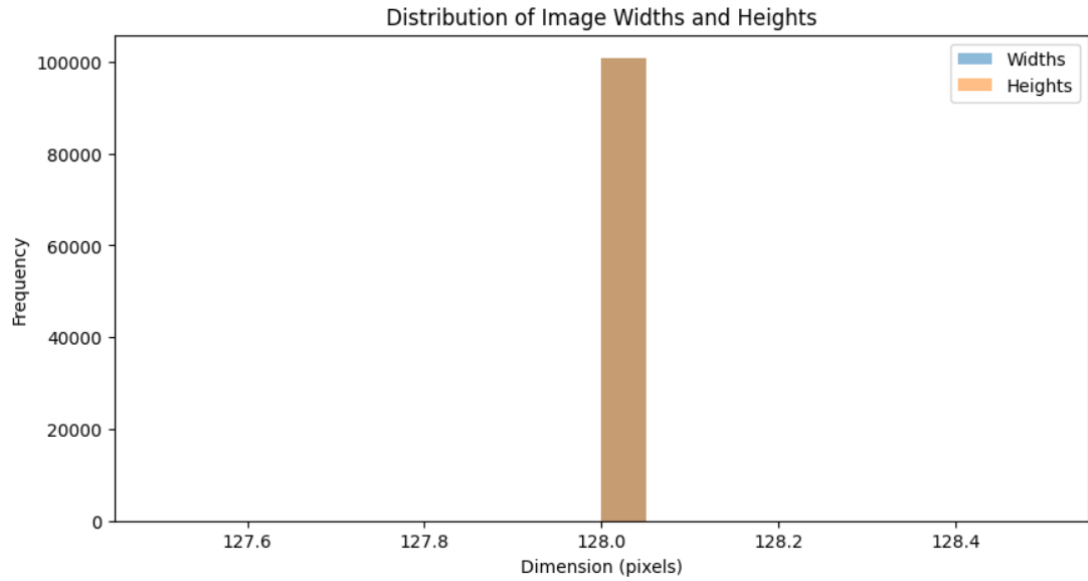 Distribution of Image Widths and Heights
Widths
Heights
100000
80000
60000
40000
20000
0
Frequency
127.6 127.8 128.0 128.2 128.4
Dimension (pixels)